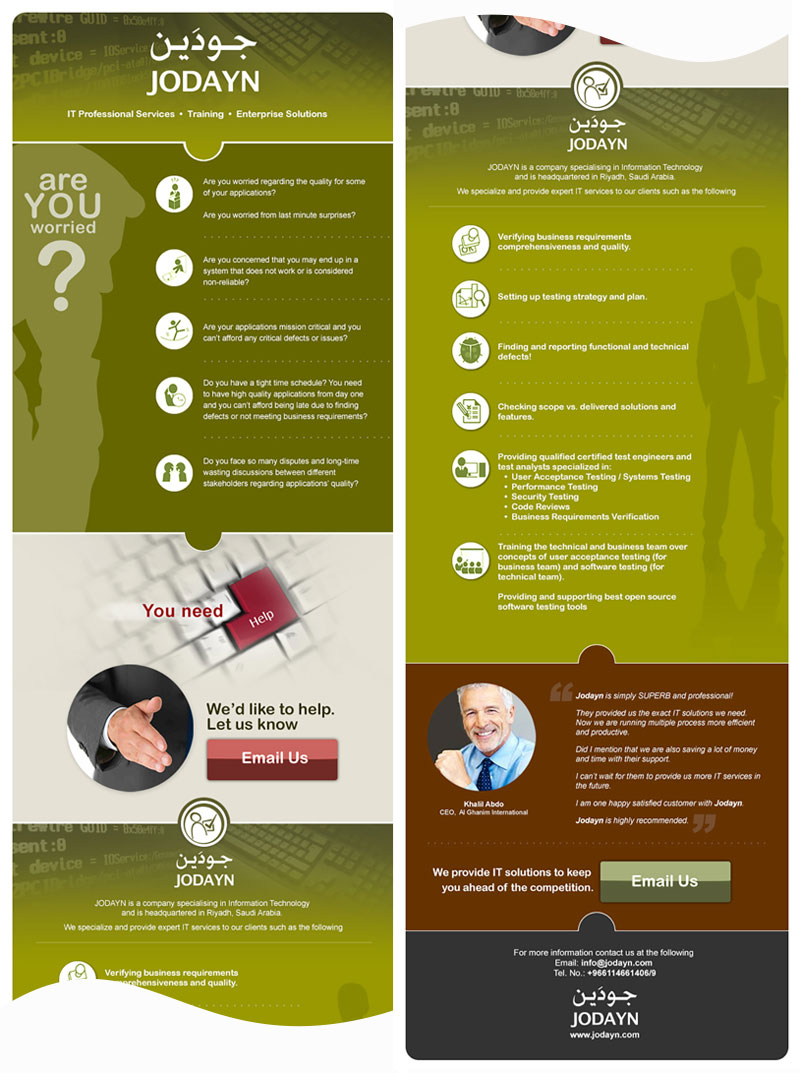 جودَين
JODAYN
IT Professional Services • Training • Enterprise Solutions
are
YOU
worried
?
Are you worried regarding the quality for some
of your applications?
Are you worried from last minute surprises?
Are you concerned that you may end up in a
system that does not work or is considered
non-reliable?
Are your applications mission critical and you
can't afford any critical defects or issues?
Do you have a tight time schedule? You need
to have high quality applications from day one
and you can't afford being late due to finding
defects or not meeting business requirements?
Do you face so many disputes and long-time
wasting discussions between different
stakeholders regarding applications' quality?
You need
Help
We'd like to help.
Let us know
Email Us
sent:0
device = IOService:
جودَين
JODAYN
JODAYN is a company specialising in Information Technology
and is headquartered in Riyadh, Saudi Arabia.
We specialize and provide expert IT services to our clients such as the following
Verifying business requirements
and quality.
sent:0
device = IOService:
جودَين
JODAYN
JODAYN is a company specialising in Information Technology
and is headquartered in Riyadh, Saudi Arabia.
We specialize and provide expert IT services to our clients such as the following
Verifying business requirements
comprehensiveness and quality.
Setting up testing strategy and plan.
Finding and reporting functional and technical
defects!
Checking scope vs. delivered solutions and
features.
Providing qualified certified test engineers and
test analysts specialized in:
• User Acceptance Testing / Systems Testing
• Performance Testing
• Security Testing
• Code Reviews
• Business Requirements Verification
Training the technical and business team over
concepts of user acceptance testing (for
business team) and software testing (for
technical team).
Providing and supporting best open source
software testing tools
“ Jodayn is simply SUPERB and professional!
They provided us the exact IT solutions we need.
Now we are running multiple process more efficient
and productive.
Did I mention that we are also saving a lot of money
and time with their support.
I can't wait for them to provide us more IT services in
the future.
I am one happy satisfied customer with Jodayn.
Jodayn is highly recommended. ”
Khalil Abdo
CEO, Al Ghanim International
We provide IT solutions to keep
you ahead of the competition.
Email Us
For more information contact us at the following
Email: info@jodayn.com
Tel. No.: +966114661406/9
جودَين
JODAYN
www.jodayn.com